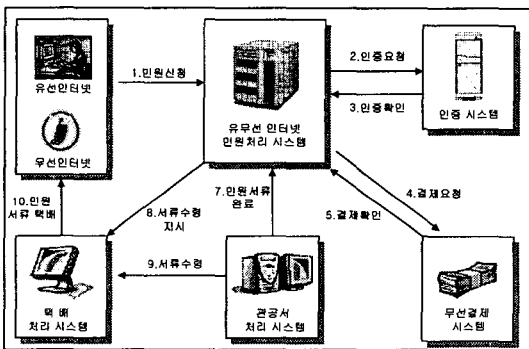 유선인터넷
무선인터넷
1.민원신청
유무선 인터넷
민원처리 시스템
2.인증요청
3.인증확인
인증 시스템
10.민원
서류 택배
8.서류수령
지시
7.민원서류
완료
4.결제요청
5.결제확인
9.서류수령
택 배
처리 시스템
관공서
처리 시스템
무선결제
시스템